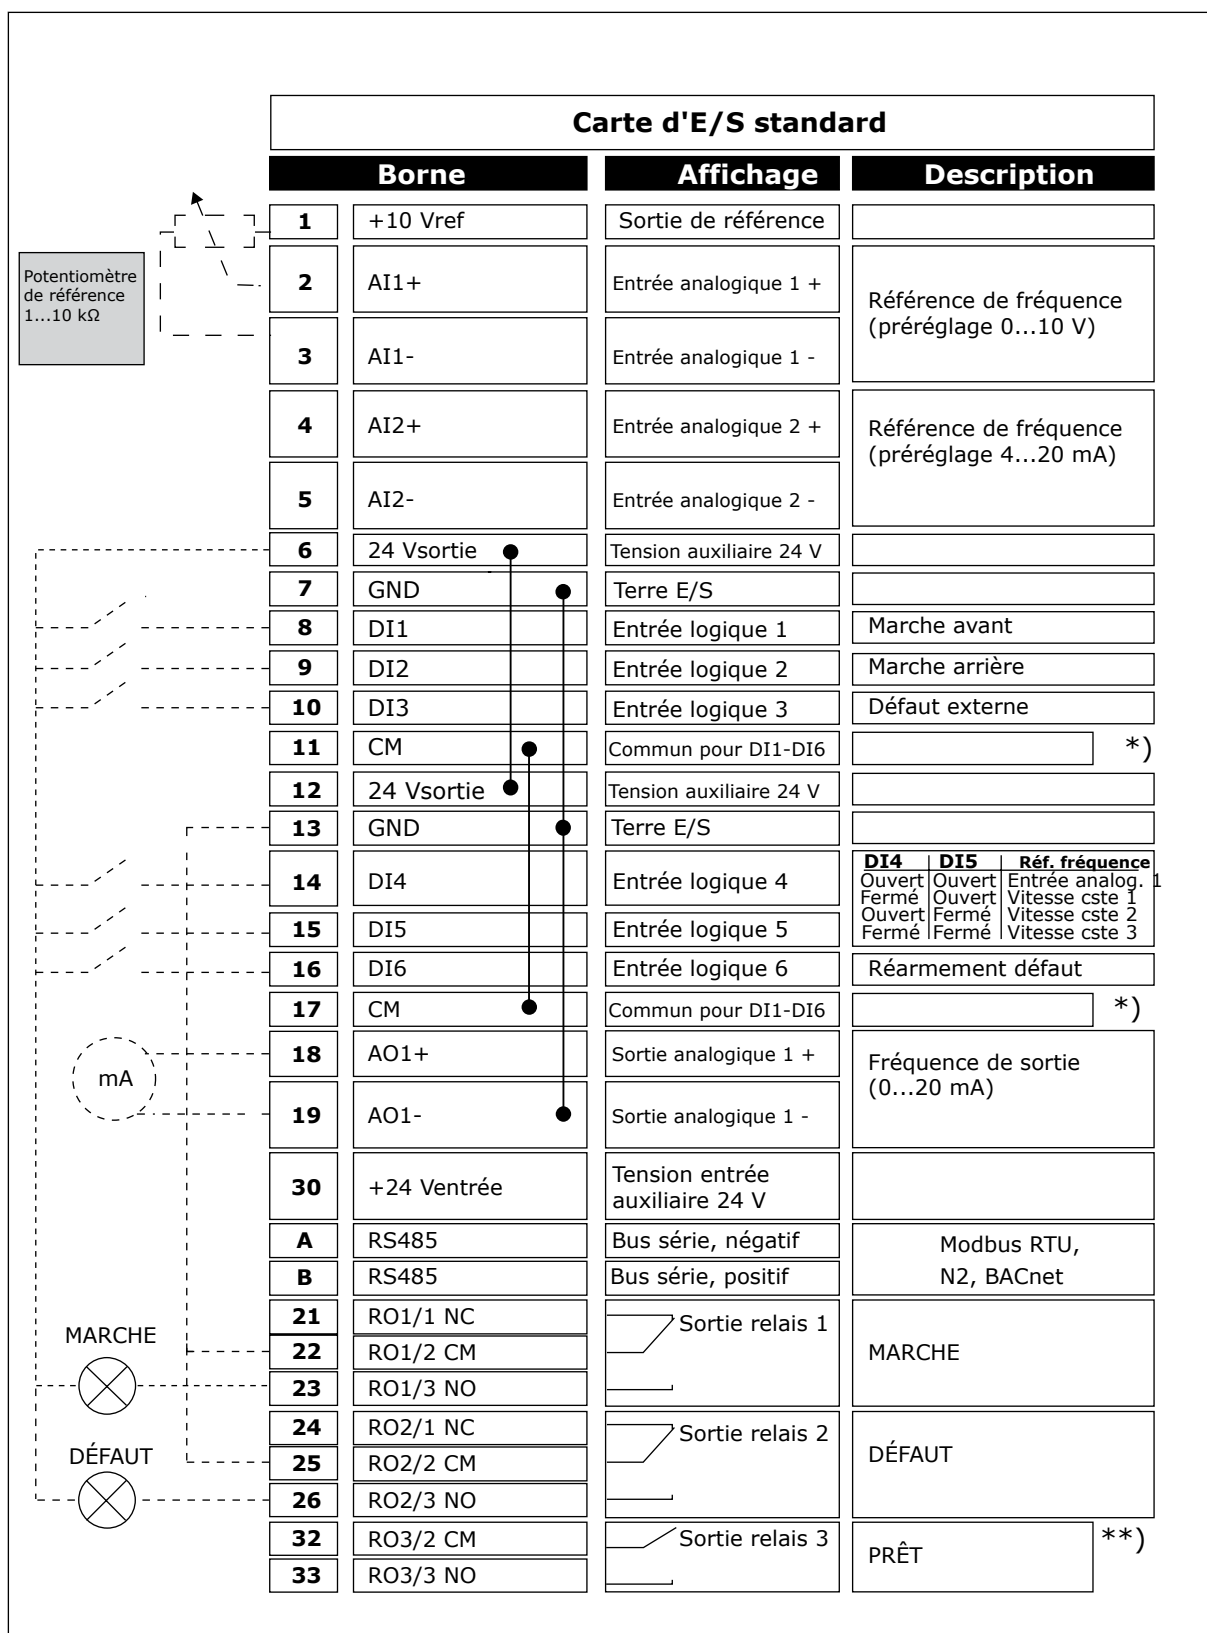 Carte d'E/S standard
Borne Affichage Description
1 +10 Vref Sortie de référence
Potentiomètre
de référence
1...10 kΩ
2 AI1+ Entrée analogique 1 +
Référence de fréquence
(préréglage 0...10 V)
3 AI1- Entrée analogique 1 -
4 AI2+ Entrée analogique 2 +
Référence de fréquence
(préréglage 4...20 mA)
5 AI2- Entrée analogique 2 -
6 24 Vsortie Tension auxiliaire 24 V
7 GND Terre E/S
8 DI1 Entrée logique 1 Marche avant
9 DI2 Entrée logique 2 Marche arrière
10 DI3 Entrée logique 3 Défaut externe
11 CM Commun pour DI1-DI6 *)
12 24 Vsortie Tension auxiliaire 24 V
13 GND Terre E/S
14 DI4 Entrée logique 4
DI4 DI5 Réf. fréquence
Ouvert Ouvert Entrée analog. 1
Fermé Ouvert Vitesse cste 1
Ouvert Fermé Vitesse cste 2
Fermé Fermé Vitesse cste 3
15 DI5 Entrée logique 5
16 DI6 Entrée logique 6 Réarmement défaut
17 CM Commun pour DI1-DI6 *)
18 AO1+ Sortie analogique 1 +
Fréquence de sortie
(0...20 mA)
mA
19 AO1- Sortie analogique 1 -
30 +24 Ventrée Tension entrée
auxiliaire 24 V
A RS485 Bus série, négatif
Modbus RTU,
N2, BACnet
B RS485 Bus série, positif
21 RO1/1 NC Sortie relais 1
MARCHE
22 RO1/2 CM MARCHE
23 RO1/3 NO
24 RO2/1 NC Sortie relais 2
DÉFAUT
25 RO2/2 CM DÉFAUT
26 RO2/3 NO
32 RO3/2 CM Sortie relais 3 **)
PRÊT
33 RO3/3 NO